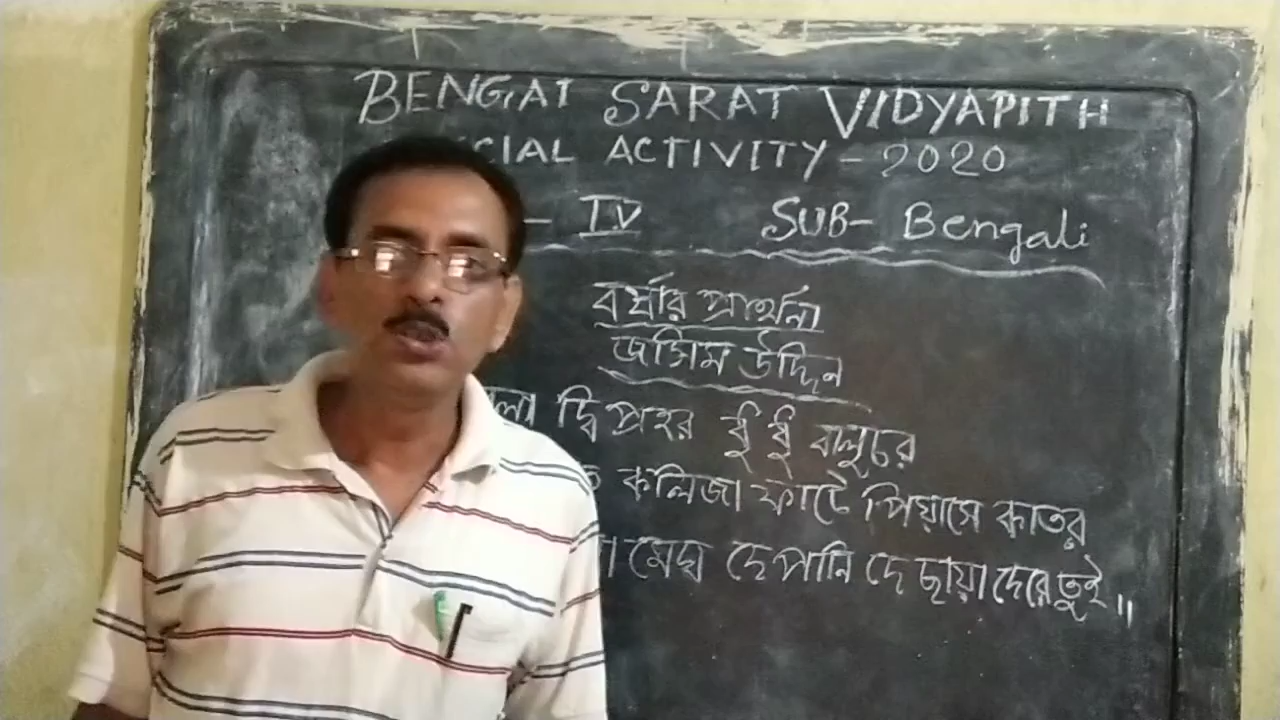 BENGAI SARAT VIDYAPITH
CIAL ACTIVITY - 2020
- IV SUB- Bengali
বর্ষার প্রার্থনা
জসিম উদ্দিন
দ্বি প্রহর ধু ধু বালুচরে
কলিজা ফাটে পিয়াসে কাতর
মেঘ দে পানি দে ছায়া দেরে তুই ॥